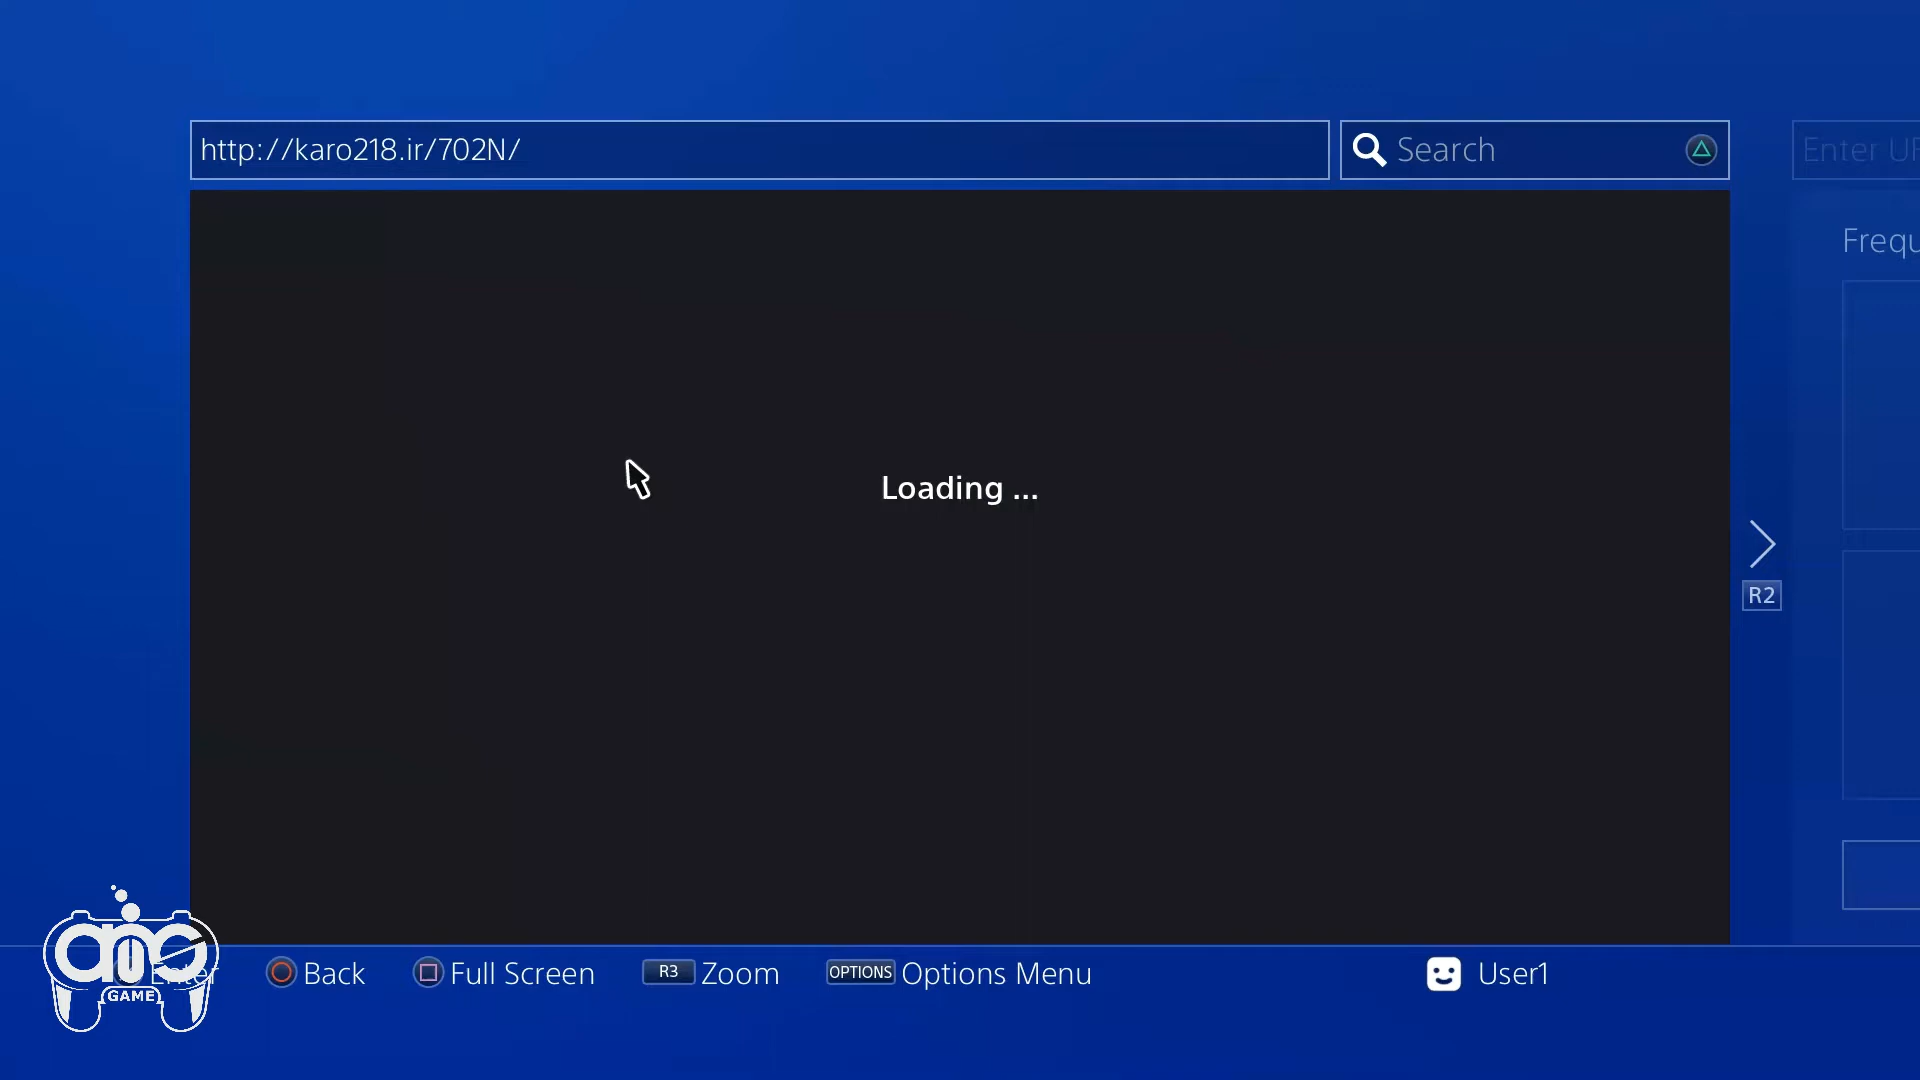 http://karo218.ir/702N/
Search
Enter
Frequ
Loading ...
R2
Enter
Back
Full Screen
R3 Zoom
OPTIONS Options Menu
User1
GAME